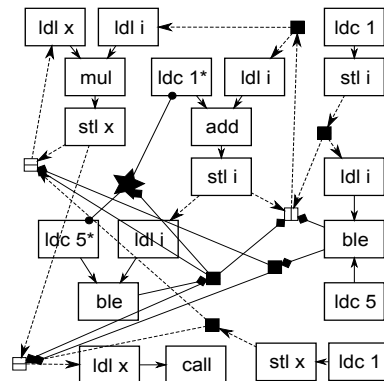 ldl x
ldl i
ldc 1
mul
ldc 1*
ldl i
stl i
stl x
add
stl i
ldl i
ldc 5*
ldl i
ble
ble
ldc 5
ldl x
call
stl x
ldc 1